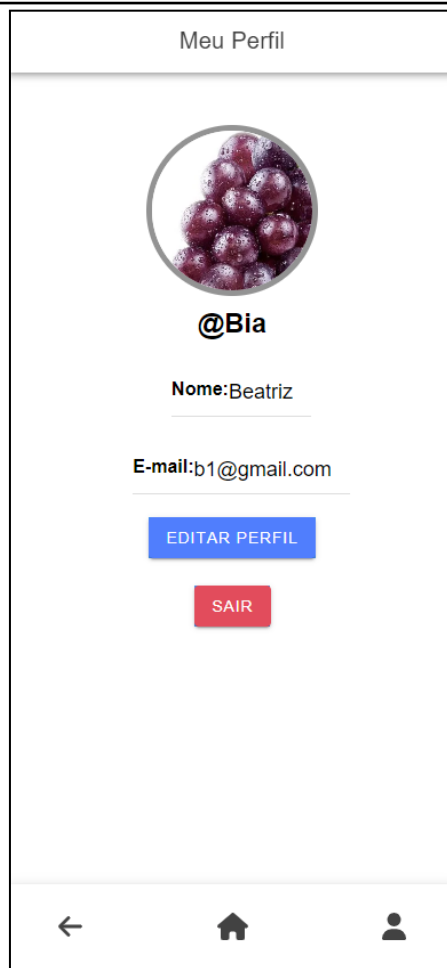 Meu Perfil
@Bia
Nome:Beatriz
E-mail:b1@gmail.com
EDITAR PERFIL
SAIR